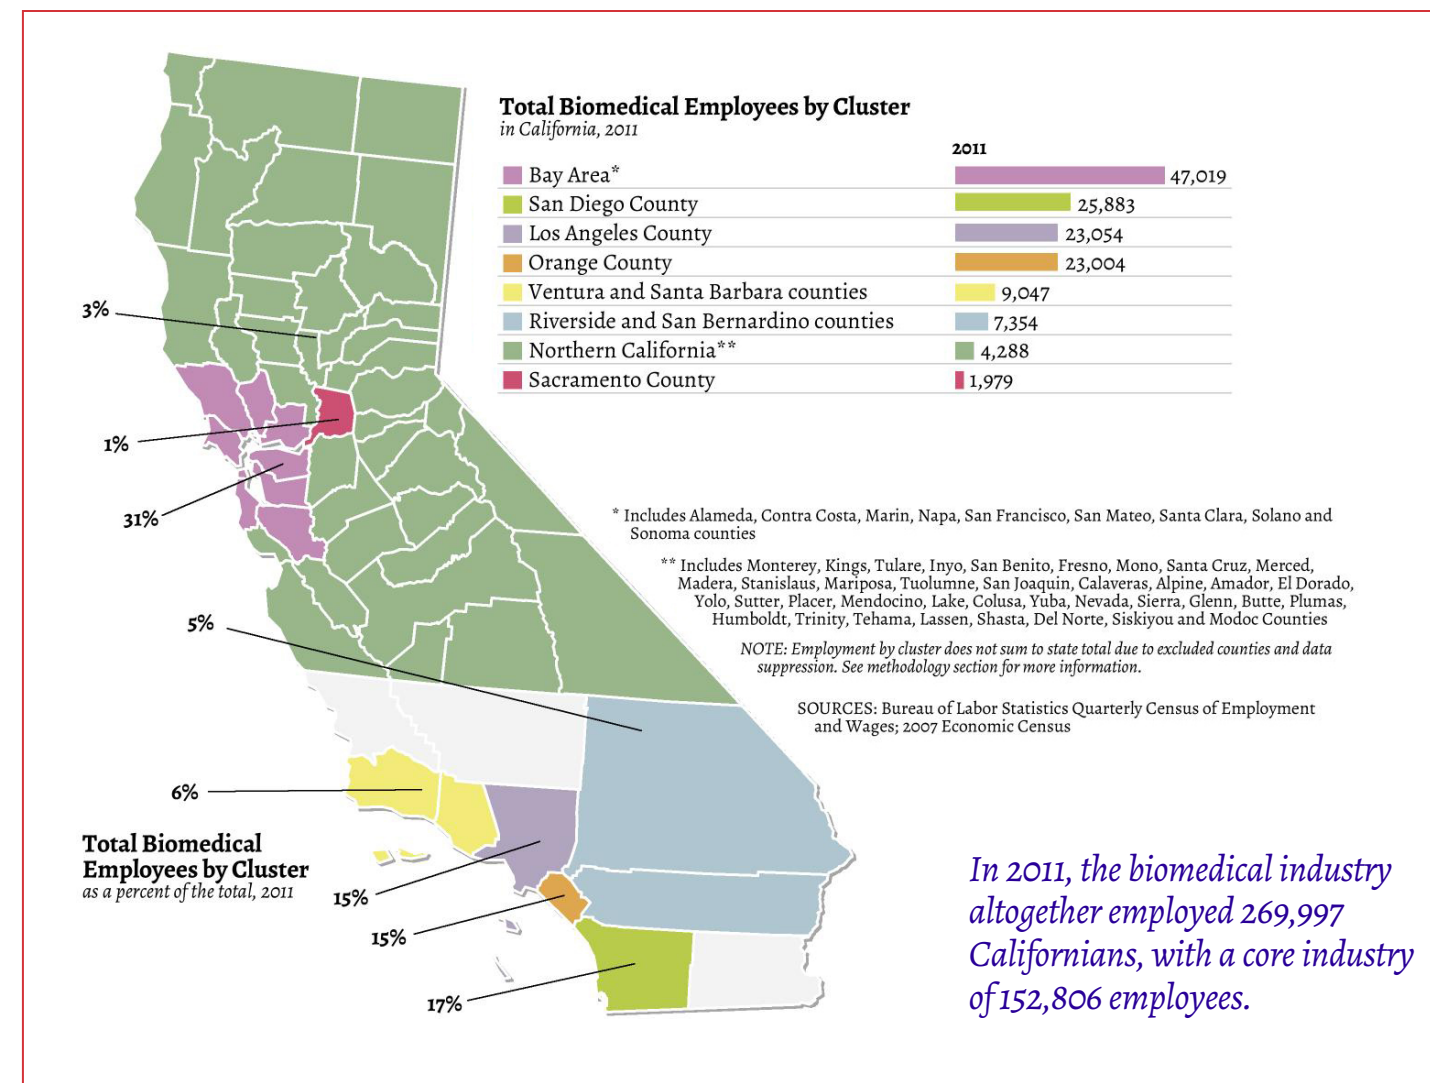 Total Biomedical Employees by Cluster
in California, 2011
2011
Bay Area* 47,019
San Diego County 25,883
Los Angeles County 23,054
Orange County 23,004
Ventura and Santa Barbara counties 9,047
Riverside and San Bernardino counties 7,354
Northern California** 4,288
Sacramento County 1,979
3%
1%
31%
5%
6%
15%
15%
17%
* Includes Alameda, Contra Costa, Marin, Napa, San Francisco, San Mateo, Santa Clara, Solano and
Sonoma counties
** Includes Monterey, Kings, Tulare, Inyo, San Benito, Fresno, Mono, Santa Cruz, Merced,
Madera, Stanislaus, Mariposa, Tuolumne, San Joaquin, Calaveras, Alpine, Amador, El Dorado,
Yolo, Sutter, Placer, Mendocino, Lake, Colusa, Yuba, Nevada, Sierra, Glenn, Butte, Plumas,
Humboldt, Trinity, Tehama, Lassen, Shasta, Del Norte, Siskiyou and Modoc Counties
NOTE: Employment by cluster does not sum to state total due to excluded counties and data
suppression. See methodology section for more information.
SOURCES: Bureau of Labor Statistics Quarterly Census of Employment
and Wages; 2007 Economic Census
Total Biomedical
Employees by Cluster
as a percent of the total, 2011
In 2011, the biomedical industry
altogether employed 269,997
Californians, with a core industry
of 152,806 employees.